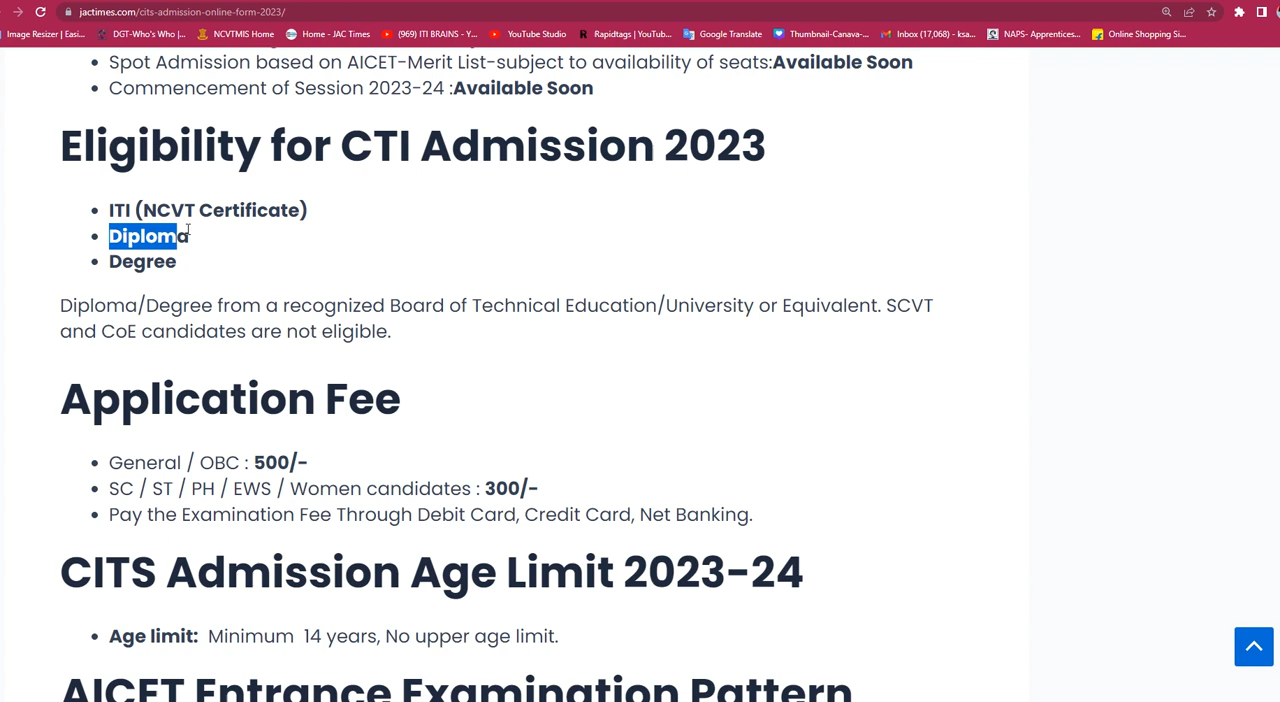 jactimes.com/cits-admission-online-form-2023/
Image Resizer | Easi... DGT-Who's Who |... NCVTMIS Home Home - JAC Times (969) ITI BRAINS - Y... YouTube Studio Rapidtags | YouTub... Google Translate Thumbnail-Canava-... Inbox (17,068) - ksa... NAPS- Apprentices... Online Shopping Si...
Spot Admission based on AICET-Merit List-subject to availability of seats:Available Soon
Commencement of Session 2023-24 :Available Soon
Eligibility for CTI Admission 2023
ITI (NCVT Certificate)
Diploma
Degree
Diploma/Degree from a recognized Board of Technical Education/University or Equivalent. SCVT
and CoE candidates are not eligible.
Application Fee
General / OBC : 500/-
SC / ST / PH / EWS / Women candidates : 300/-
Pay the Examination Fee Through Debit Card, Credit Card, Net Banking.
CITS Admission Age Limit 2023-24
Age limit: Minimum 14 years, No upper age limit.
AICET Entrance Examination Pattern